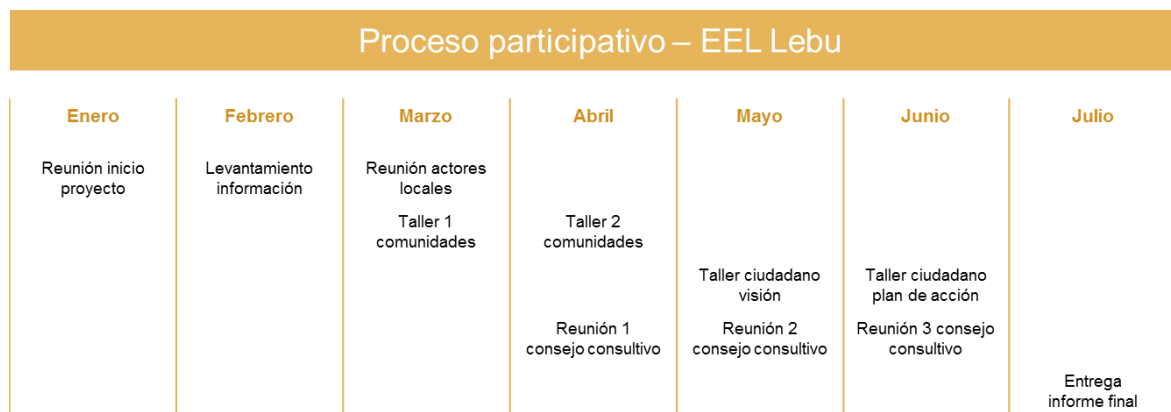 Proceso participativo – EEL Lebu
Enero
Febrero
Marzo
Abril
Mayo
Junio
Julio
Reunión inicio
proyecto
Levantamiento
información
Reunión actores
locales
Taller 1
comunidades
Taller 2
comunidades
Taller ciudadano
visión
Taller ciudadano
plan de acción
Reunión 1
consejo consultivo
Reunión 2
consejo consultivo
Reunión 3 consejo
consultivo
Entrega
informe final